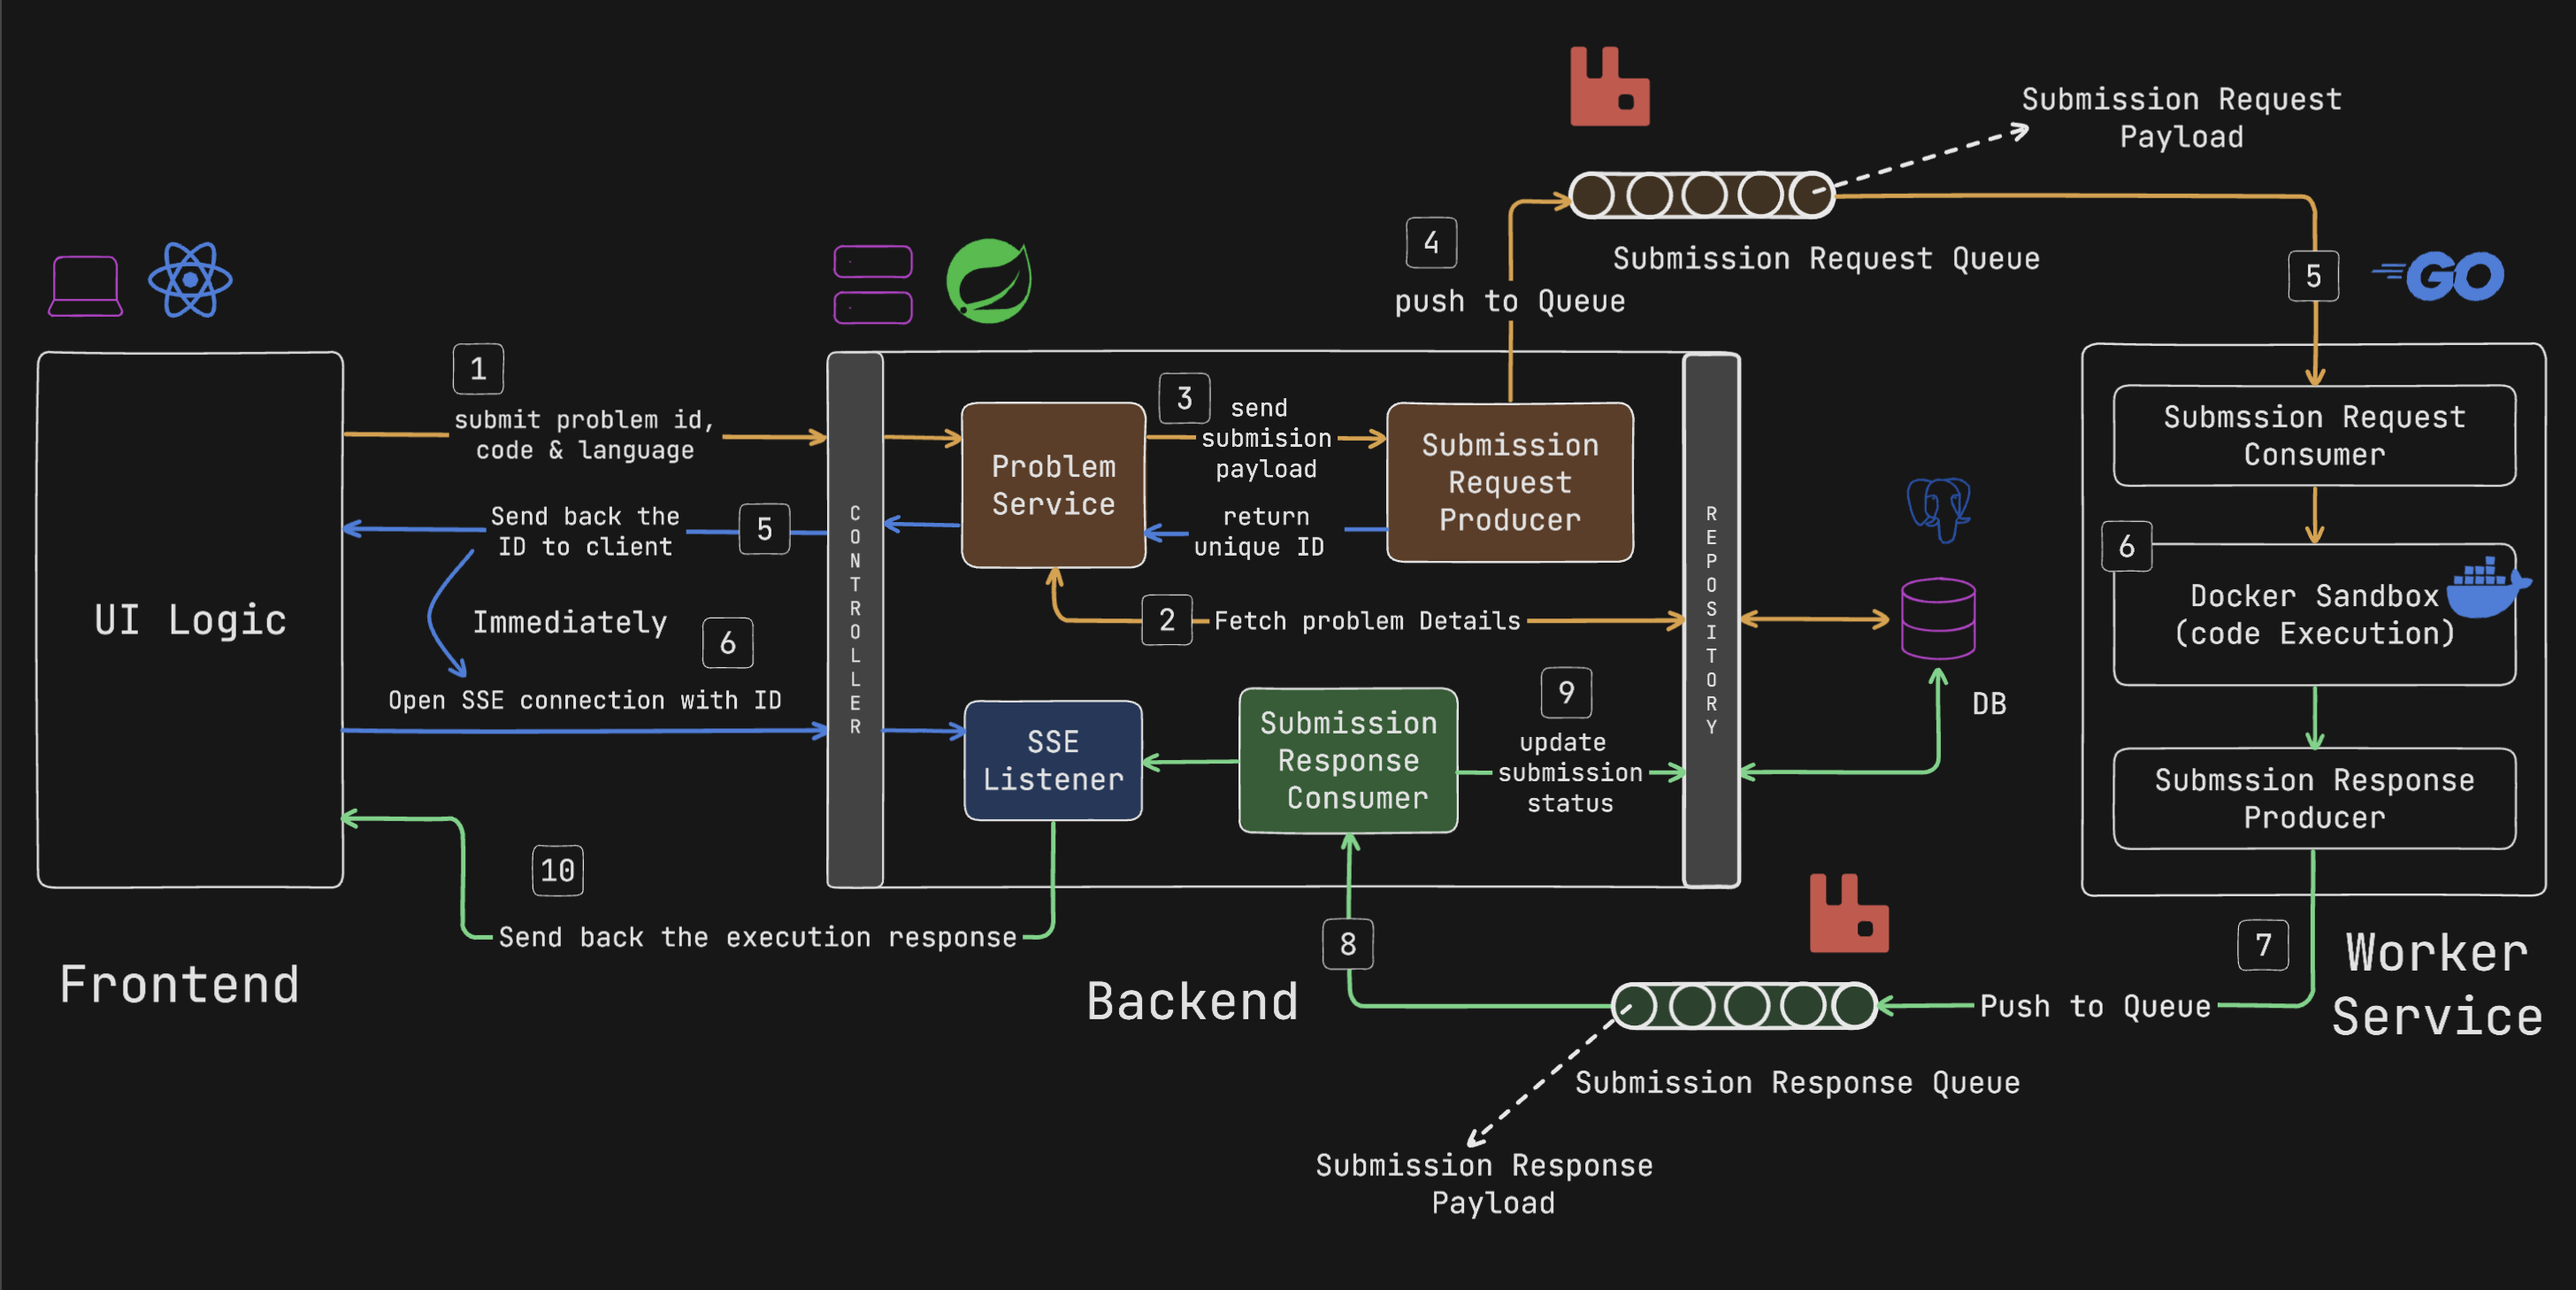 Submission Request
Payload
4
push to Queue
Submission Request Queue
5
GO
1
submit problem id,
code & language
3
send
submision
payload
Problem
Service
Submission
Request
Producer
return
unique ID
Send back the
ID to client
5
Immediately
6
Open SSE connection with ID
UI Logic
CONTROLLER
2
Fetch problem Details
REPOSITORY
SSE
Listener
Submission
Response
Consumer
9
update
submission
status
DB
Submssion Request
Consumer
6
Docker Sandbox
(code Execution)
Submssion Response
Producer
10
Send back the execution response
Frontend
Backend
8
7
Worker
Service
Push to Queue
Submission Response Queue
Submission Response
Payload